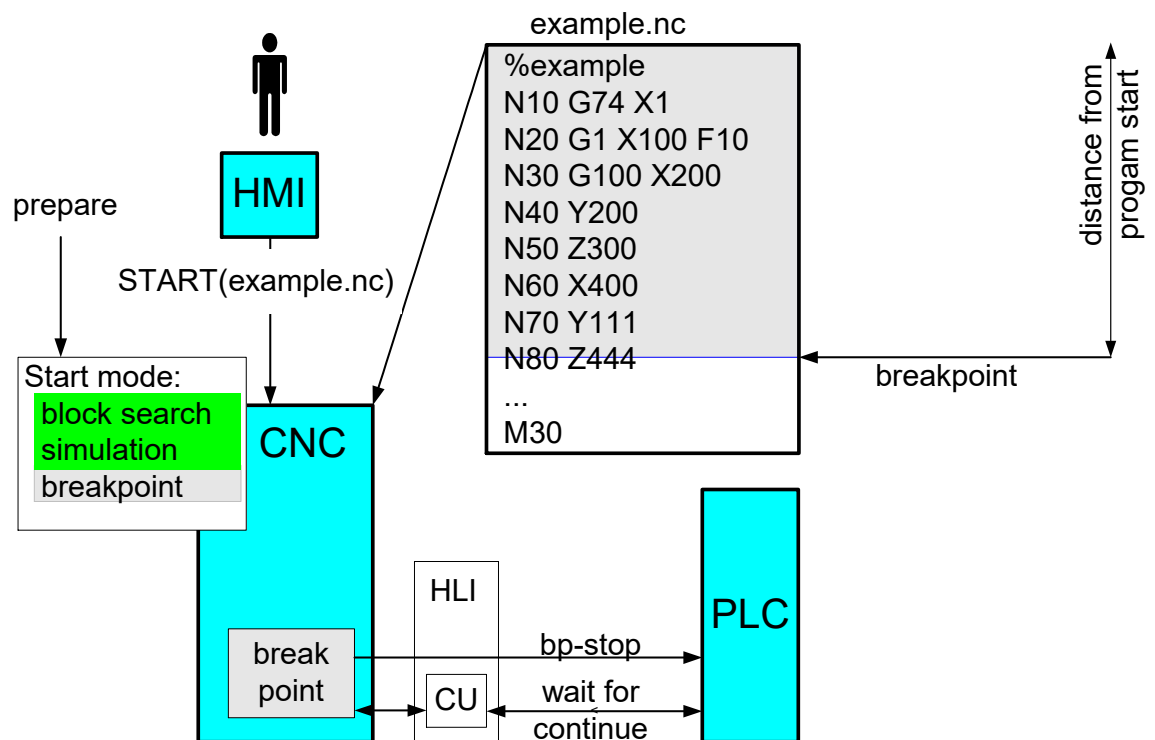 example.nc
%example
N10 G74 X1
N20 G1 X100 F10
N30 G100 X200
N40 Y200
N50 Z300
N60 X400
N70 Y111
N80 Z444
...
M30
distance from
progam start
breakpoint
HMI
prepare
START(example.nc)
Start mode:
block search
simulation
breakpoint
CNC
HLI
PLC
break
point
bp-stop
CU
wait for
continue